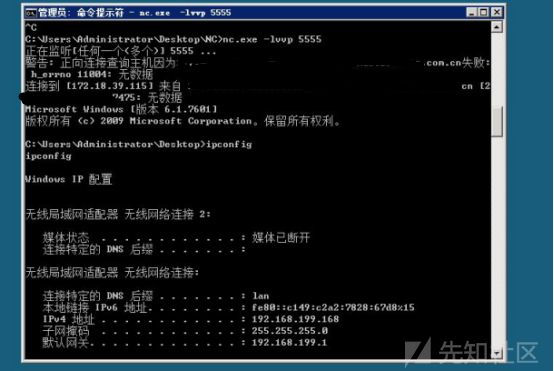 管理员: 命令提示符 - nc.exe -lvvp 5555
^C
C:\Users\Administrator\Desktop\NC>nc.exe -lvvp 5555
正在监听[任何一个<多个>] 5555 ...
警告: 正向连接查询主机因为 .com.cn失败:
h_errno 11004: 无数据
连接到 [172.18.39.115] 来自 cn [2
7475: 无数据
Microsoft Windows [版本 6.1.7601]
版权所有 (c) 2009 Microsoft Corporation。保留所有权利。
C:\Users\Administrator\Desktop>ipconfig
ipconfig
Windows IP 配置
无线局域网适配器 无线网络连接 2:
媒体状态 . . . . . . . . . . . . : 媒体已断开
连接特定的 DNS 后缀 . . . . . . . :
无线局域网适配器 无线网络连接:
连接特定的 DNS 后缀 . . . . . . . : lan
本地链接 IPv6 地址. . . . . . . . : fe80::c149:c2a2:7828:67d8%15
IPv4 地址 . . . . . . . . . . . . : 192.168.199.168
子网掩码 . . . . . . . . . . . . : 255.255.255.0
默认网关. . . . . . . . . . . . . : 192.168.199.1
先知社区